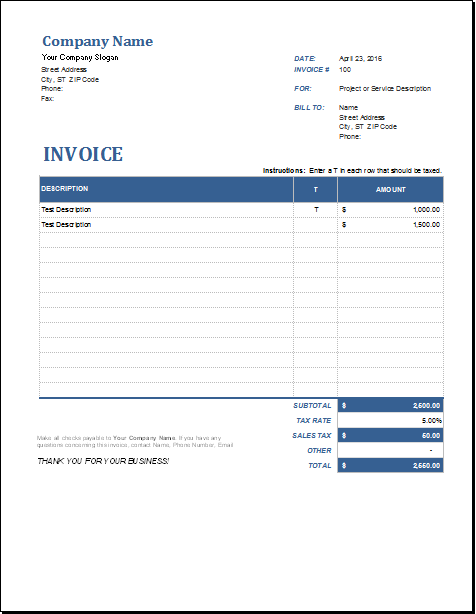 Company Name
Your Company Slogan
Street Address
City, ST ZIP Code
Phone:
Fax:
DATE: April 23, 2016
INVOICE # 100
FOR: Project or Service Description
BILL TO: Name
Street Address
City, ST ZIP Code
Phone:
INVOICE
Instructions: Enter a T in each row that should be taxed.
DESCRIPTION T AMOUNT
Test Description T $ 1,000.00
Test Description $ 1,500.00
SUBTOTAL $ 2,500.00
TAX RATE 5.00%
SALES TAX $ 50.00
OTHER -
TOTAL $ 2,550.00
Make all checks payable to Your Company Name. If you have any
questions concerning this invoice, contact Name, Phone Number, Email
THANK YOU FOR YOUR BUSINESS!